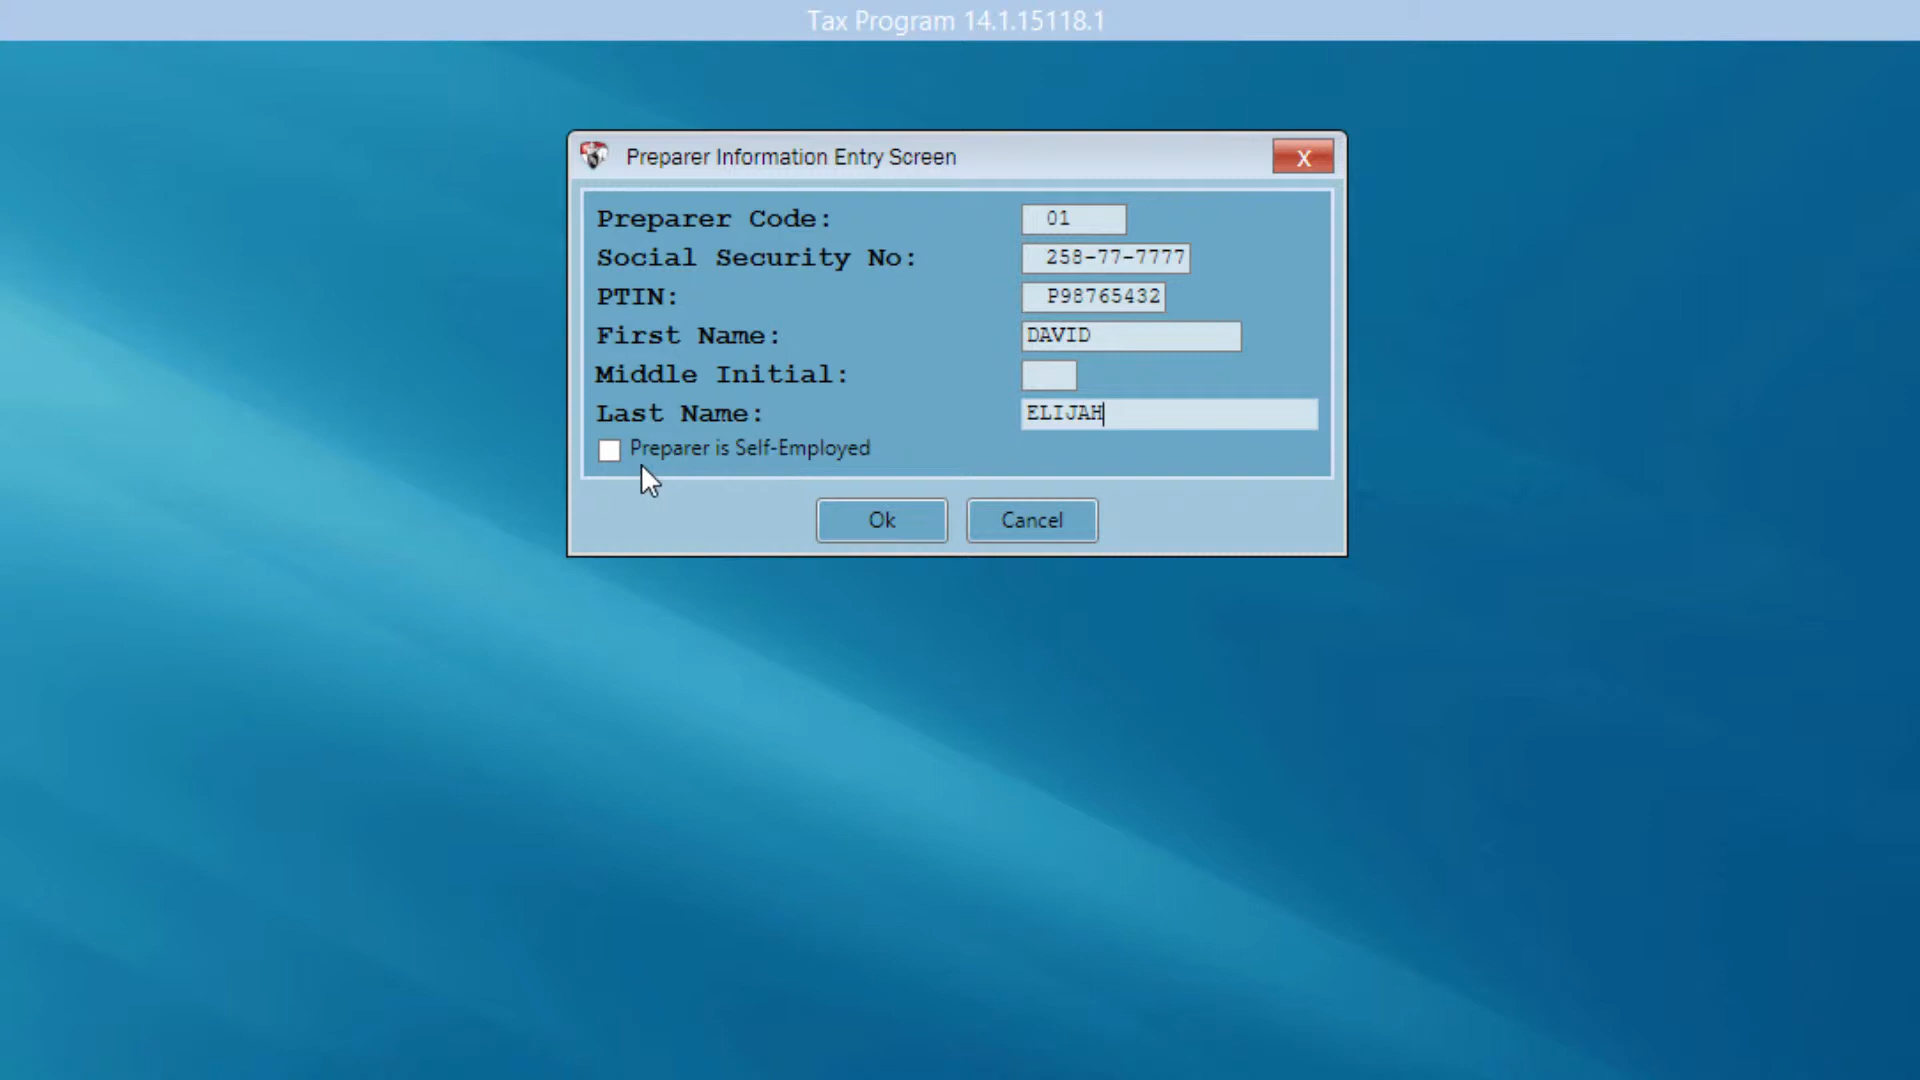 Tax Program 14.1.15118.1
Preparer Information Entry Screen
X
Preparer Code: 01
Social Security No: 258-77-7777
PTIN: P98765432
First Name: DAVID
Middle Initial:
Last Name: ELIJAH
Preparer is Self-Employed
Ok Cancel